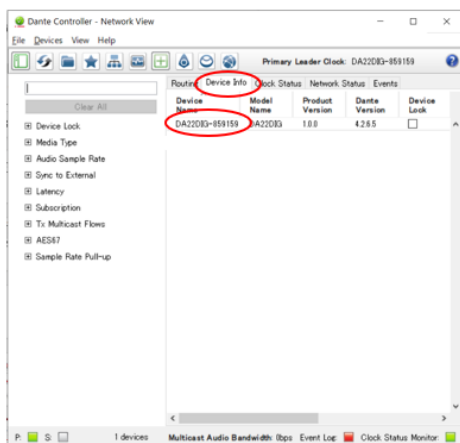 Dante Controller - Network View
File Devices View Help
Primary Leader Clock: DA22DIG-859159
Routing Device Info Clock Status Network Status Events
Clear All
Device Name Model Name Product Version Dante Version Device Lock
DA22DIG-859159 DA22DIG 1.0.0 4.2.6.5
Device Lock
Media Type
Audio Sample Rate
Sync to External
Latency
Subscription
Tx Multicast Flows
AES67
Sample Rate Pull-up
P: S: 1 devices Multicast Audio Bandwidth: 0bps Event Log: Clock Status Monitor: